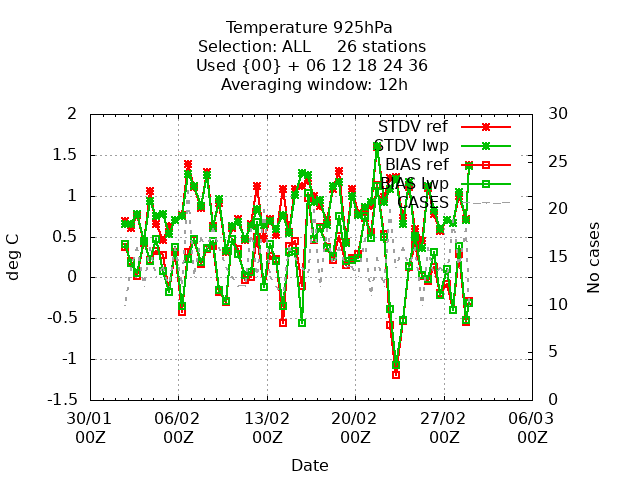 Temperature 925hPa
Selection: ALL 26 stations
Used {00} + 06 12 18 24 36
Averaging window: 12h
deg C
2
1.5
1
0.5
0
-0.5
-1
-1.5
STDV ref
STDV lwp
BIAS ref
BIAS lwp
CASES
30
25
20
15
10
5
0
No cases
30/01 06/02 13/02 20/02 27/02 06/03
00Z 00Z 00Z 00Z 00Z 00Z
Date